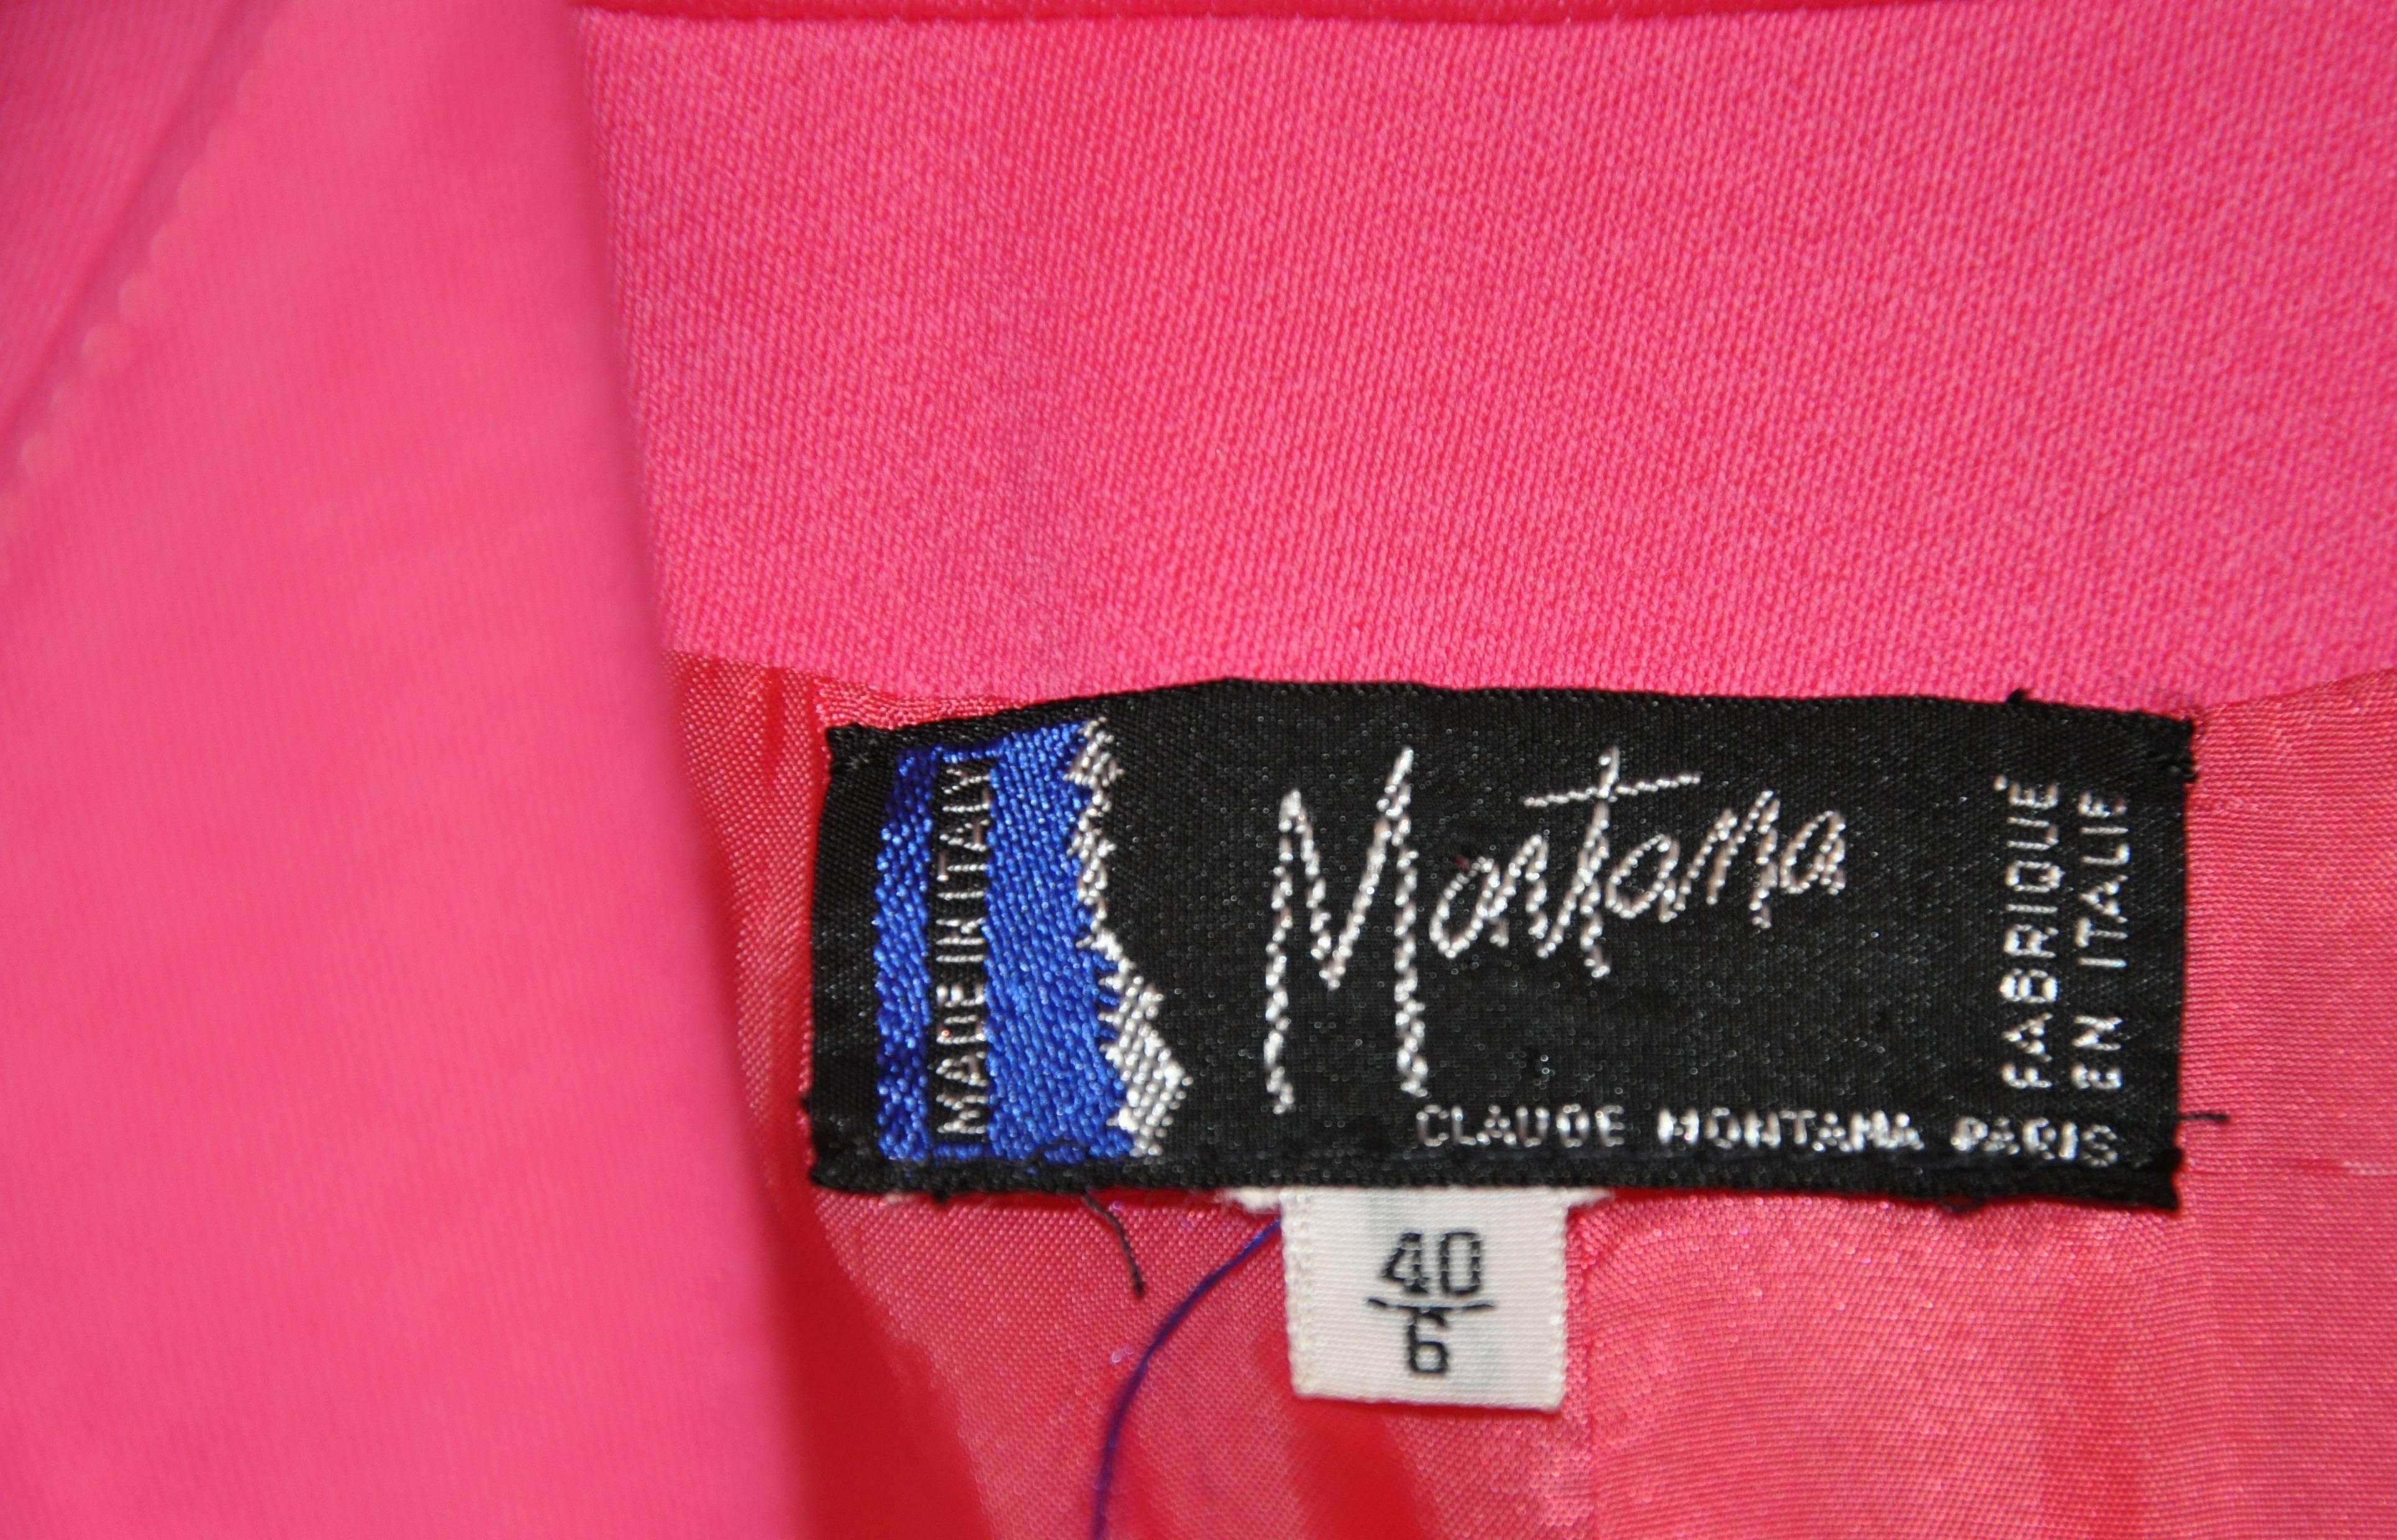 MADE IN ITALY
Montana
CLAUDE MONTANA PARIS
FABRIQUÉ
EN ITALIE
40
6